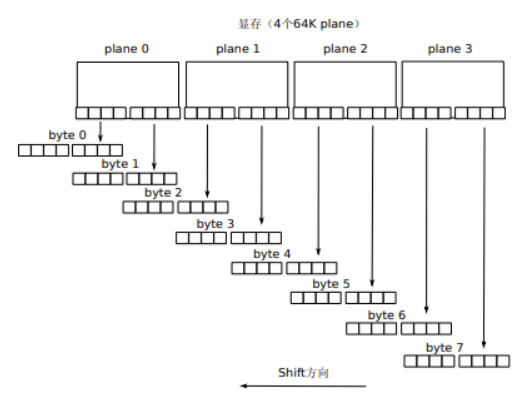 显存（4个64K plane）
plane 0 plane 1 plane 2 plane 3
byte 0
byte 1
byte 2
byte 3
byte 4
byte 5
byte 6
byte 7
Shift方向